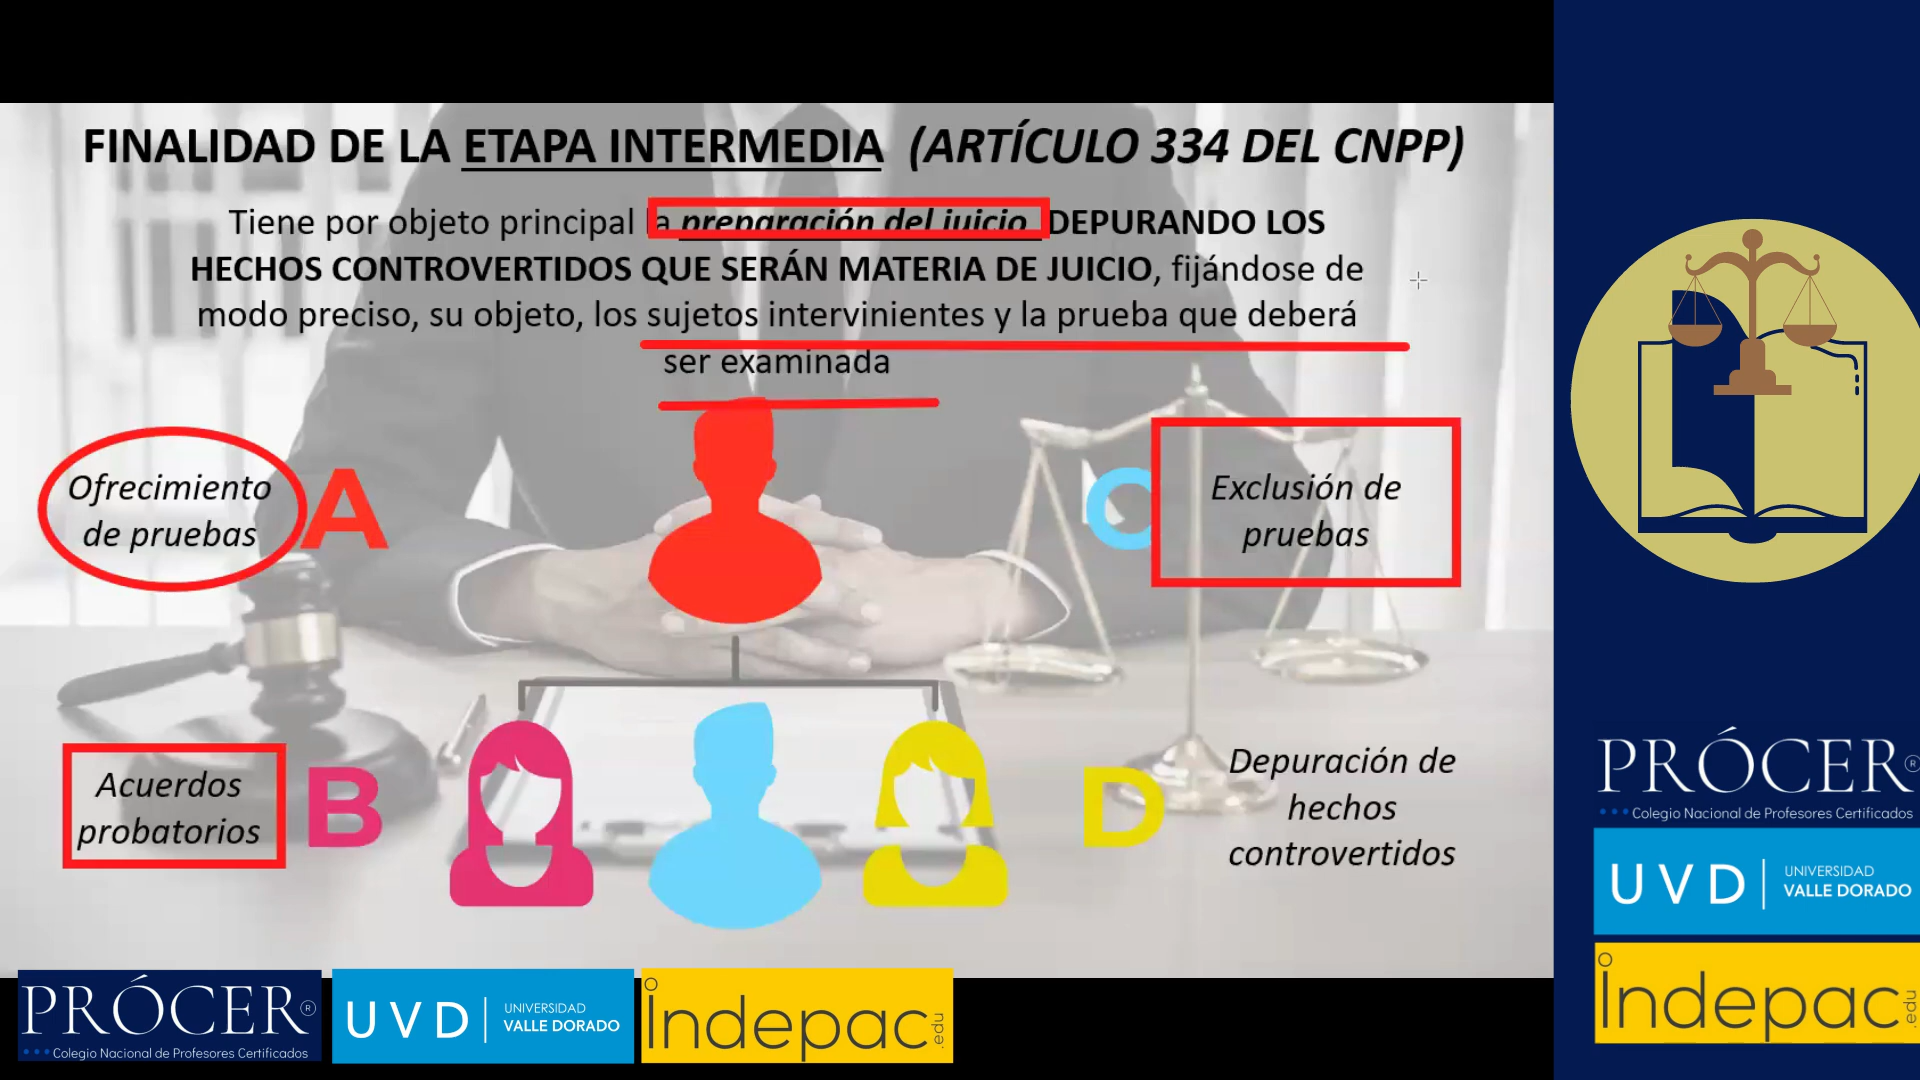 FINALIDAD DE LA ETAPA INTERMEDIA (ARTÍCULO 334 DEL CNPP)
Tiene por objeto principal la preparación del juicio DEPURANDO LOS
HECHOS CONTROVERTIDOS QUE SERÁN MATERIA DE JUICIO, fijándose de
modo preciso, su objeto, los sujetos intervinientes y la prueba que deberá
ser examinada
Ofrecimiento
de pruebas
A
C
Exclusión de
pruebas
Acuerdos
probatorios
B
D
Depuración de
hechos
controvertidos
PRÓCER®
Colegio Nacional de Profesores Certificados
UVD | UNIVERSIDAD
VALLE DORADO
Indepac.edu
PRÓCER®
Colegio Nacional de Profesores Certificados
UVD | UNIVERSIDAD
VALLE DORADO
Indepac.edu